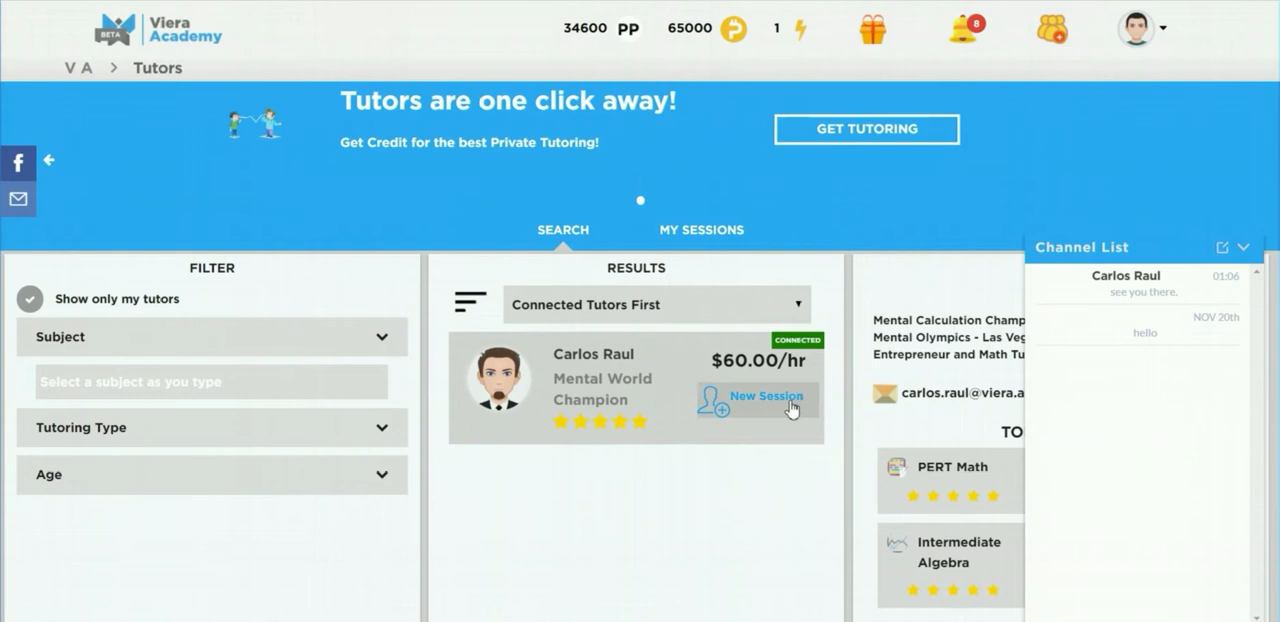 BETA
Viera
Academy
34600 PP
65000
1
8
V A > Tutors
Tutors are one click away!
Get Credit for the best Private Tutoring!
GET TUTORING
f
SEARCH
MY SESSIONS
FILTER
Show only my tutors
Subject
Select a subject as you type
Tutoring Type
Age
RESULTS
Connected Tutors First
CONNECTED
Carlos Raul
$60.00/hr
Mental World
Champion
New Session
Mental Calculation Champ
Mental Olympics - Las Veg
Entrepreneur and Math Tu
carlos.raul@viera.a
TO
PERT Math
Intermediate
Algebra
Channel List
Carlos Raul 01:06
see you there.
NOV 20th
hello